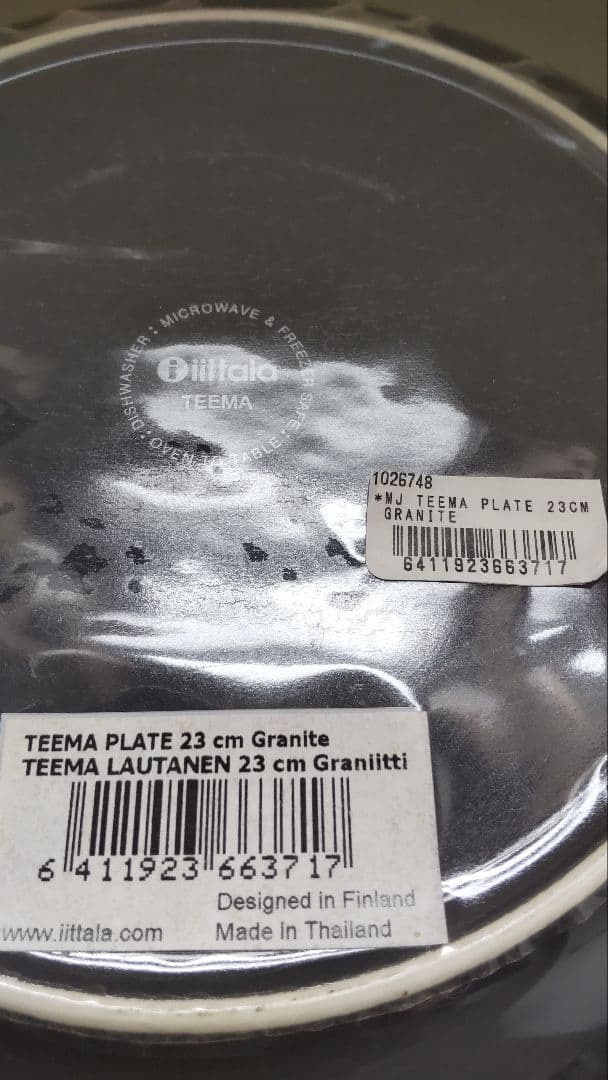 DISHWASHER · MICROWAVE & FREEZER SAFE · OVEN TABLE
iittala
TEEMA
1026748
*MJ TEEMA PLATE 23CM
GRANITE
6411923663717
TEEMA PLATE 23 cm Granite
TEEMA LAUTANEN 23 cm Graniitti
6 411923 663717
Designed in Finland
www.iittala.com Made in Thailand